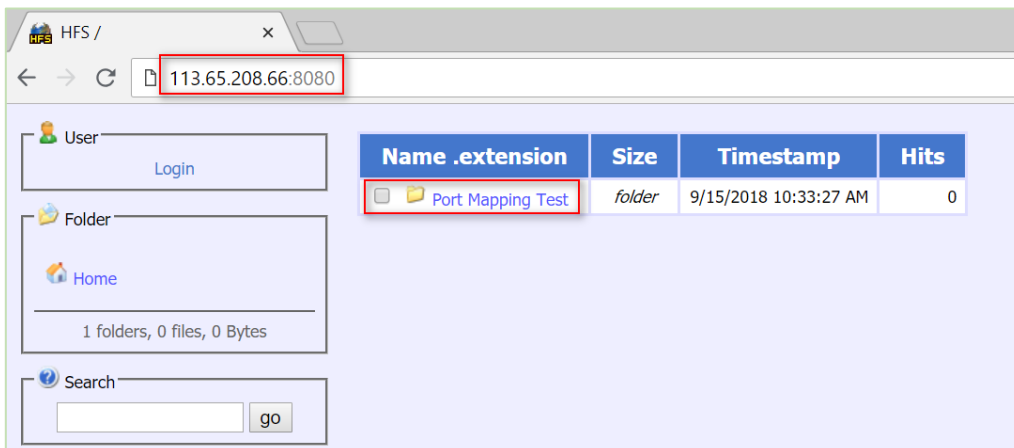 HFS /
113.65.208.66:8080
User
Login
Folder
Home
1 folders, 0 files, 0 Bytes
Search
go
Name .extension Size Timestamp Hits
Port Mapping Test folder 9/15/2018 10:33:27 AM 0